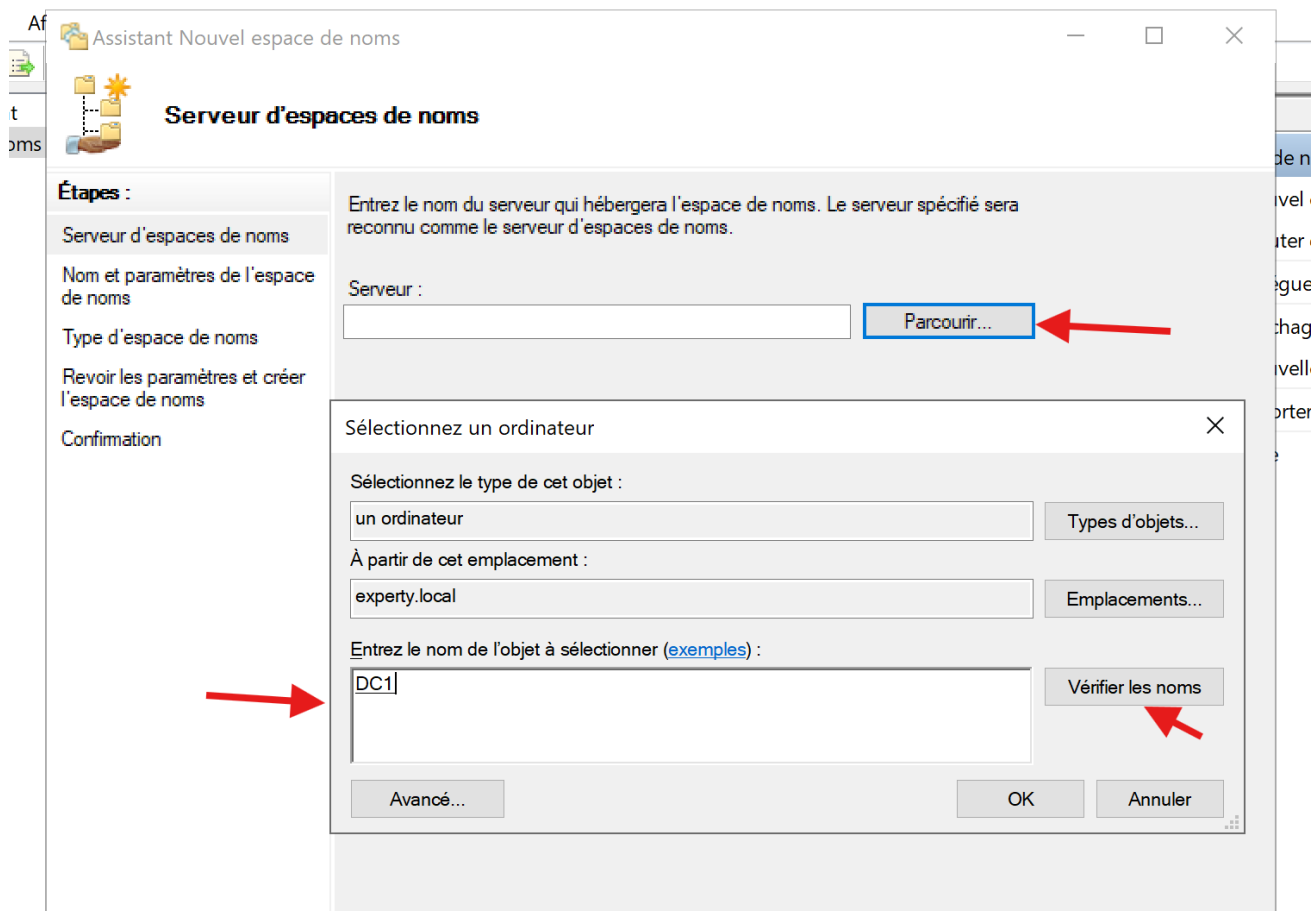 Af
Assistant Nouvel espace de noms
Serveur d'espaces de noms
t
oms
Étapes :
Serveur d'espaces de noms
Nom et paramètres de l'espace
de noms
Type d'espace de noms
Revoir les paramètres et créer
l'espace de noms
Confirmation
Entrez le nom du serveur qui hébergera l'espace de noms. Le serveur spécifié sera
reconnu comme le serveur d'espaces de noms.
Serveur :
Parcourir...
Sélectionnez un ordinateur
Sélectionnez le type de cet objet :
un ordinateur
Types d'objets...
À partir de cet emplacement :
experty.local
Emplacements...
Entrez le nom de l'objet à sélectionner (exemples) :
DC1
Vérifier les noms
Avancé...
OK
Annuler
de n